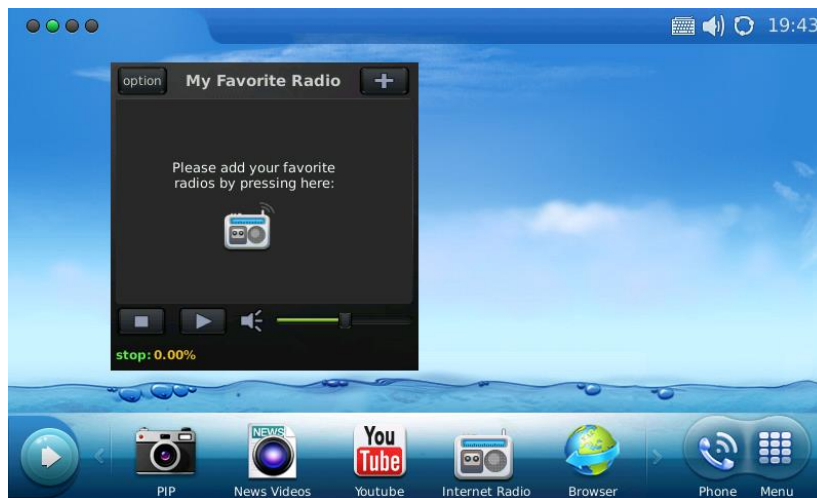 19:43
option My Favorite Radio
Please add your favorite
radios by pressing here:
stop: 0.00%
NEWS
You
Tube
PIP News Videos Youtube Internet Radio Browser Phone Menu